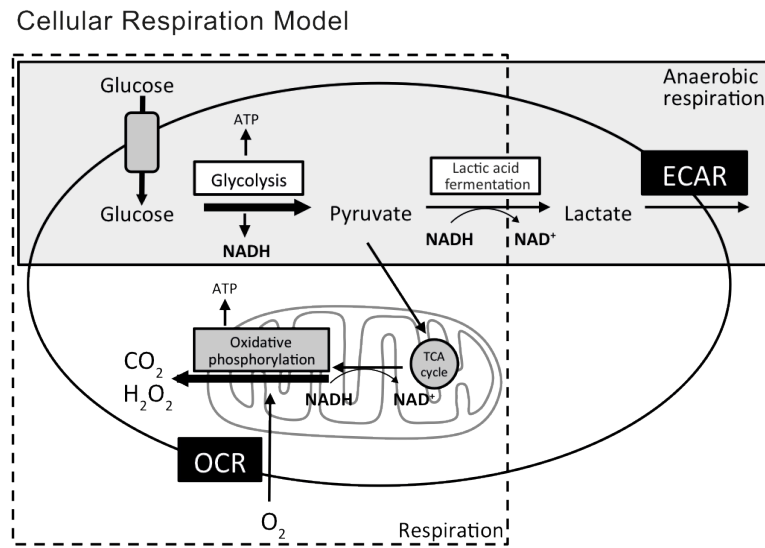 Cellular Respiration Model
Anaerobic
respiration
Glucose
ATP
Glycolysis
Lactic acid
fermentation
ECAR
Glucose
Pyruvate
Lactate
NADH
NADH
NAD⁺
ATP
Oxidative
phosphorylation
TCA
cycle
CO₂
H₂O₂
NADH
NAD⁺
OCR
O₂
Respiration